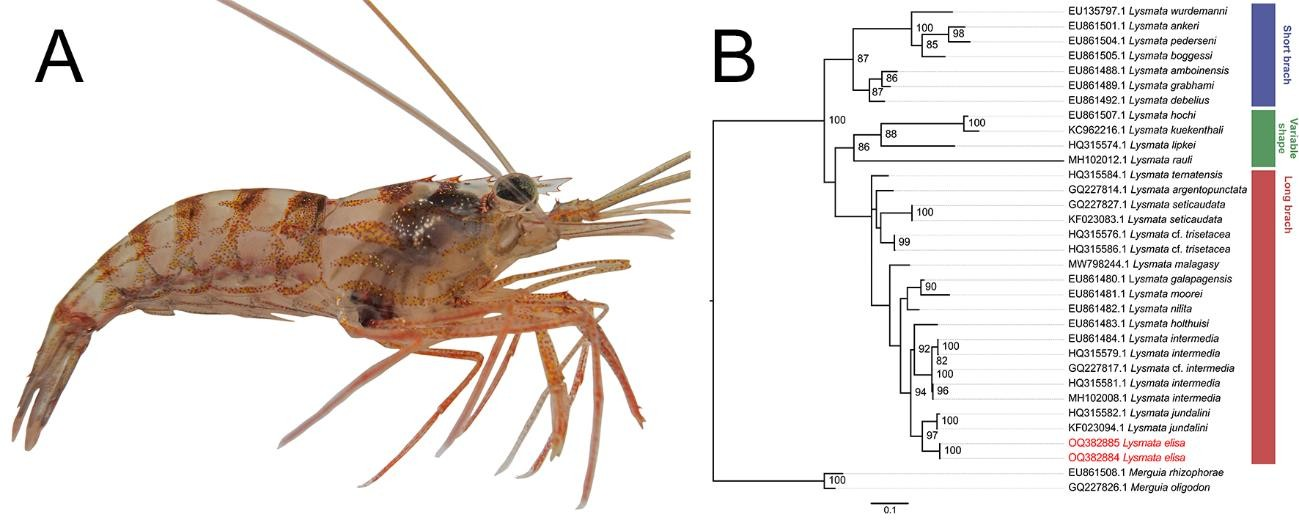 A
B
EU135797.1 Lysmata wurdemanni
EU861501.1 Lysmata ankeri
EU861504.1 Lysmata pederseni
EU861505.1 Lysmata boggessi
EU861488.1 Lysmata amboinensis
EU861489.1 Lysmata grabhami
EU861492.1 Lysmata debelius
EU861507.1 Lysmata hochi
KC962216.1 Lysmata kuekenthali
HQ315574.1 Lysmata lipkei
MH102012.1 Lysmata rauli
HQ315584.1 Lysmata ternatensis
GQ227814.1 Lysmata argentopunctata
GQ227827.1 Lysmata seticaudata
KF023083.1 Lysmata seticaudata
HQ315576.1 Lysmata cf. trisetacea
HQ315586.1 Lysmata cf. trisetacea
MW798244.1 Lysmata malagasy
EU861480.1 Lysmata galapagensis
EU861481.1 Lysmata moorei
EU861482.1 Lysmata nilita
EU861483.1 Lysmata holthuisi
EU861484.1 Lysmata intermedia
HQ315579.1 Lysmata intermedia
GQ227817.1 Lysmata cf. intermedia
HQ315581.1 Lysmata intermedia
MH102008.1 Lysmata intermedia
HQ315582.1 Lysmata jundalini
KF023094.1 Lysmata jundalini
OQ382885 Lysmata elisa
OQ382884 Lysmata elisa
EU861508.1 Merguia rhizophorae
GQ227826.1 Merguia oligodon
100
98
85
87
86
87
100
100
88
86
100
99
90
92
100
82
100
94
96
100
97
100
100
0.1
Short brach
Variable
shape
Long brach